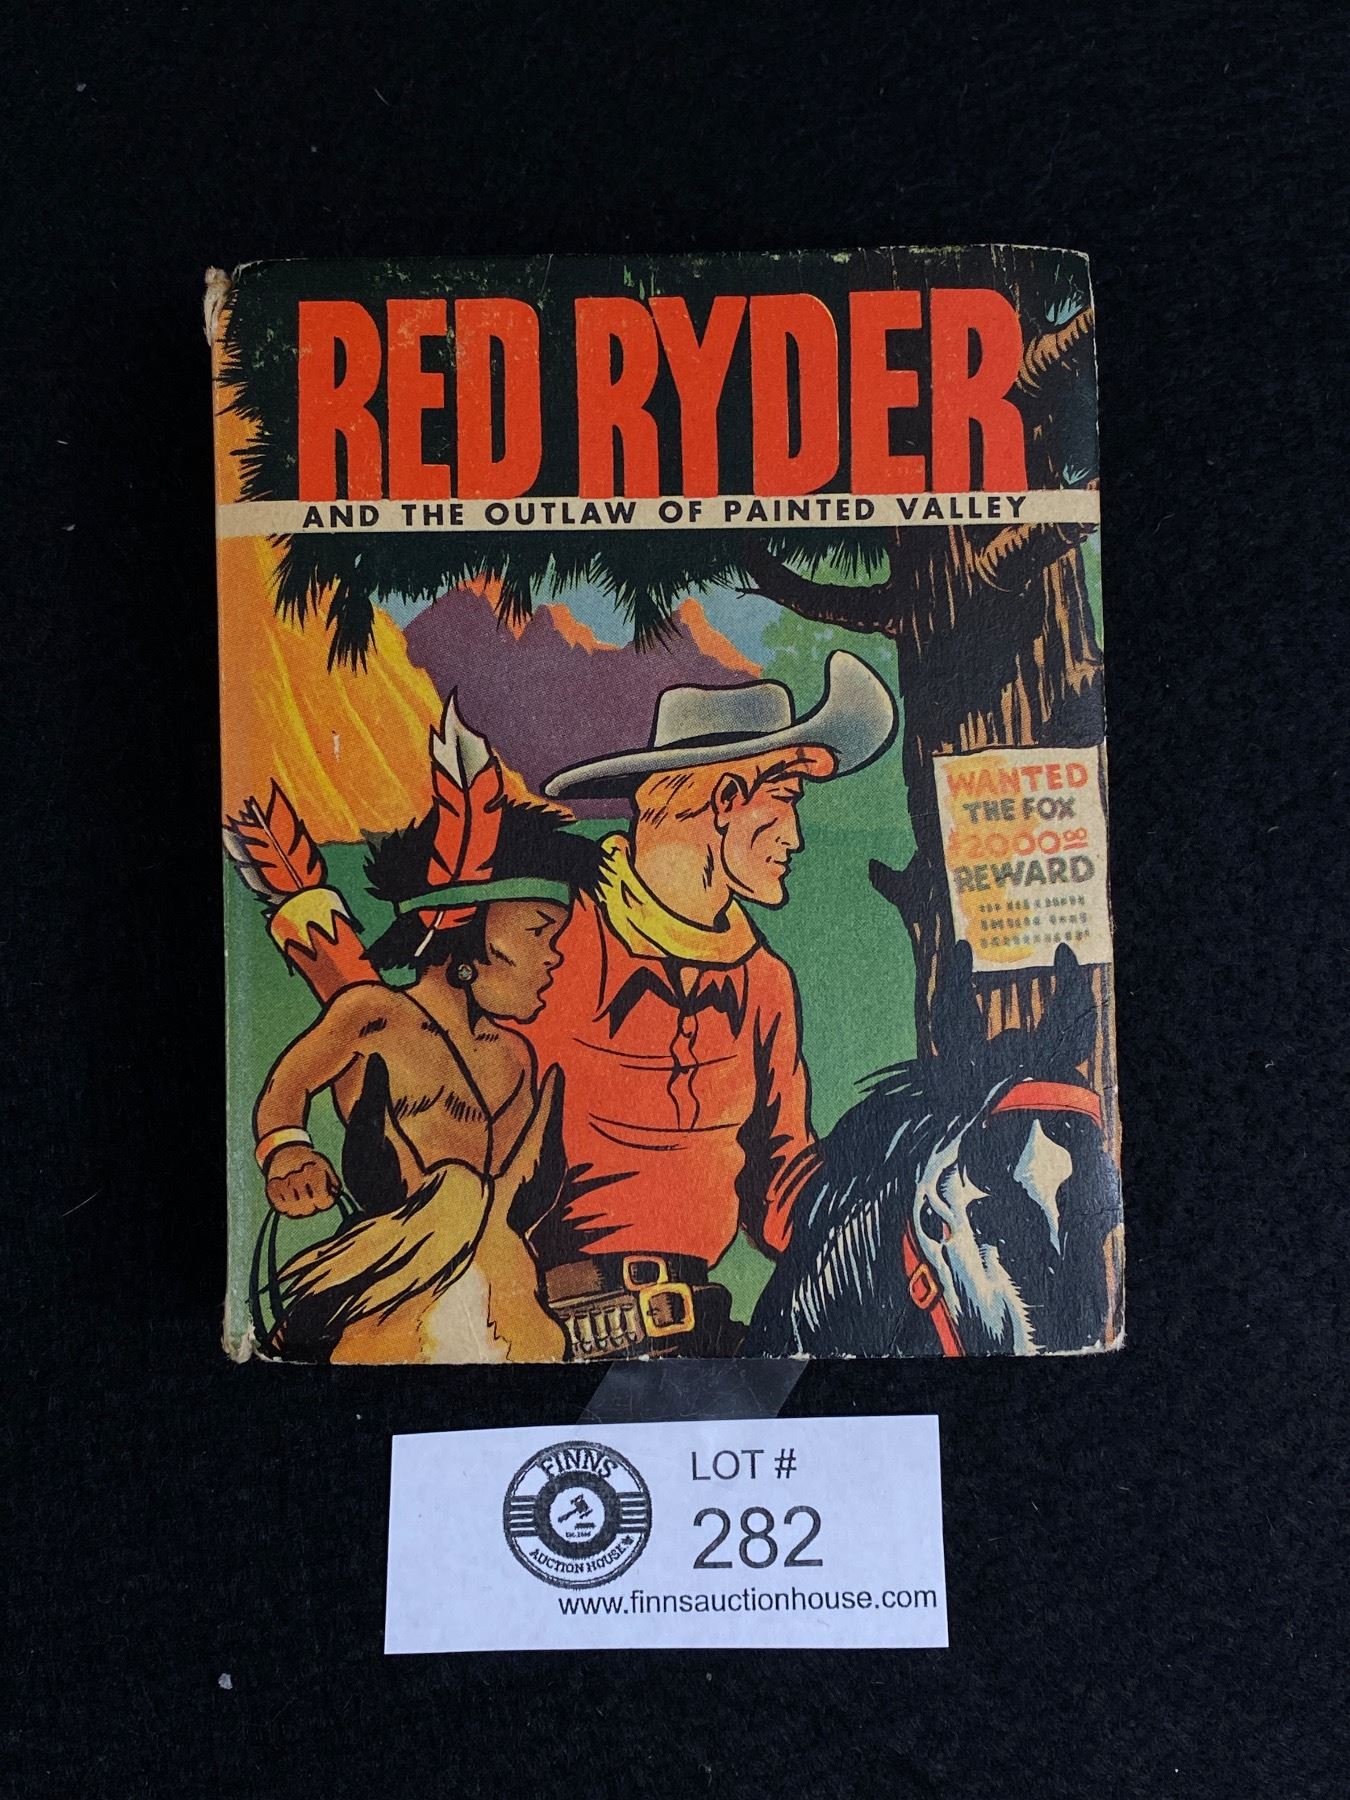 RED RYDER
AND THE OUTLAW OF PAINTED VALLEY
WANTED
THE FOX
$2000.00
REWARD
FINNS
AUCTION HOUSE
LOT #
282
www.finnsauctionhouse.com